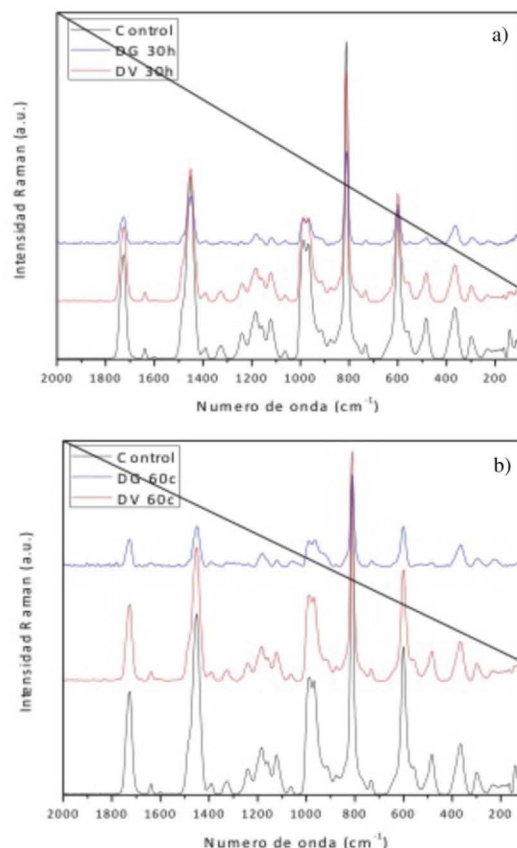 a)
Control
DG 30h
DV 30h
Intensidad Raman (a.u.)
2000 1800 1600 1400 1200 1000 800 600 400 200
Numero de onda (cm⁻¹)
b)
Control
DG 60c
DV 60c
Intensidad Raman (a.u.)
2000 1800 1600 1400 1200 1000 800 600 400 200
Numero de onda (cm⁻¹)